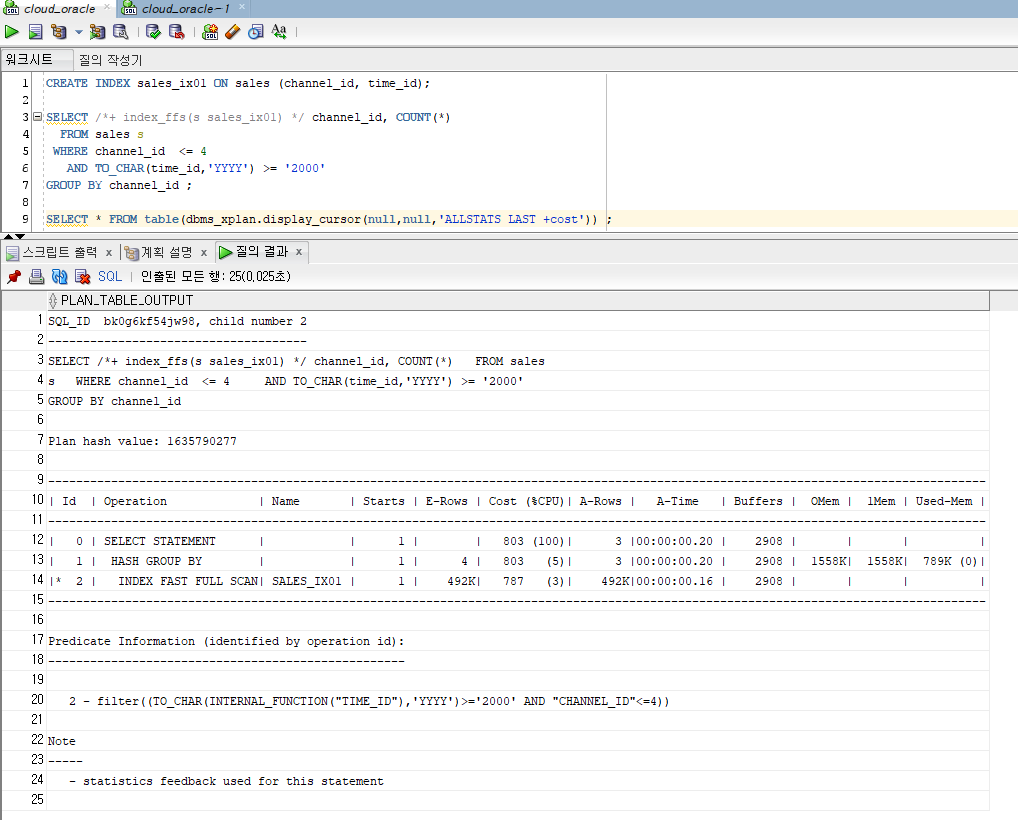 cloud_oracle × cloud_oracle~1 ×
워크시트 질의 작성기
1 CREATE INDEX sales_ix01 ON sales (channel_id, time_id);
2
3 SELECT /*+ index_ffs(s sales_ix01) */ channel_id, COUNT(*)
4 FROM sales s
5 WHERE channel_id <= 4
6 AND TO_CHAR(time_id,'YYYY') >= '2000'
7 GROUP BY channel_id ;
8
9 SELECT * FROM table(dbms_xplan.display_cursor(null,null,'ALLSTATS LAST +cost')) ;
스크립트 출력 × 계획 설명 × 질의 결과 ×
SQL | 인출된 모든 행: 25(0,025초)
PLAN_TABLE_OUTPUT
1 SQL_ID bk0g6kf54jw98, child number 2
2 -------------------------------------
3 SELECT /*+ index_ffs(s sales_ix01) */ channel_id, COUNT(*) FROM sales
4 s WHERE channel_id <= 4 AND TO_CHAR(time_id,'YYYY') >= '2000'
5 GROUP BY channel_id
6
7 Plan hash value: 1635790277
8
9 --------------------------------------------------------------------------------------------------------------------------------------
10 | Id | Operation | Name | Starts | E-Rows | Cost (%CPU)| A-Rows | A-Time | Buffers | OMem | 1Mem | Used-Mem |
11 --------------------------------------------------------------------------------------------------------------------------------------
12 | 0 | SELECT STATEMENT | | 1 | | 803 (100)| 3 |00:00:00.20 | 2908 | | | |
13 | 1 | HASH GROUP BY | | 1 | 4 | 803 (5)| 3 |00:00:00.20 | 2908 | 1558K| 1558K| 789K (0)|
14 |* 2 | INDEX FAST FULL SCAN| SALES_IX01 | 1 | 492K| 787 (3)| 492K|00:00:00.16 | 2908 | | | |
15 --------------------------------------------------------------------------------------------------------------------------------------
16
17 Predicate Information (identified by operation id):
18 ---------------------------------------------------
19
20 2 - filter((TO_CHAR(INTERNAL_FUNCTION("TIME_ID"),'YYYY')>='2000' AND "CHANNEL_ID"<=4))
21
22 Note
23 -----
24 - statistics feedback used for this statement
25